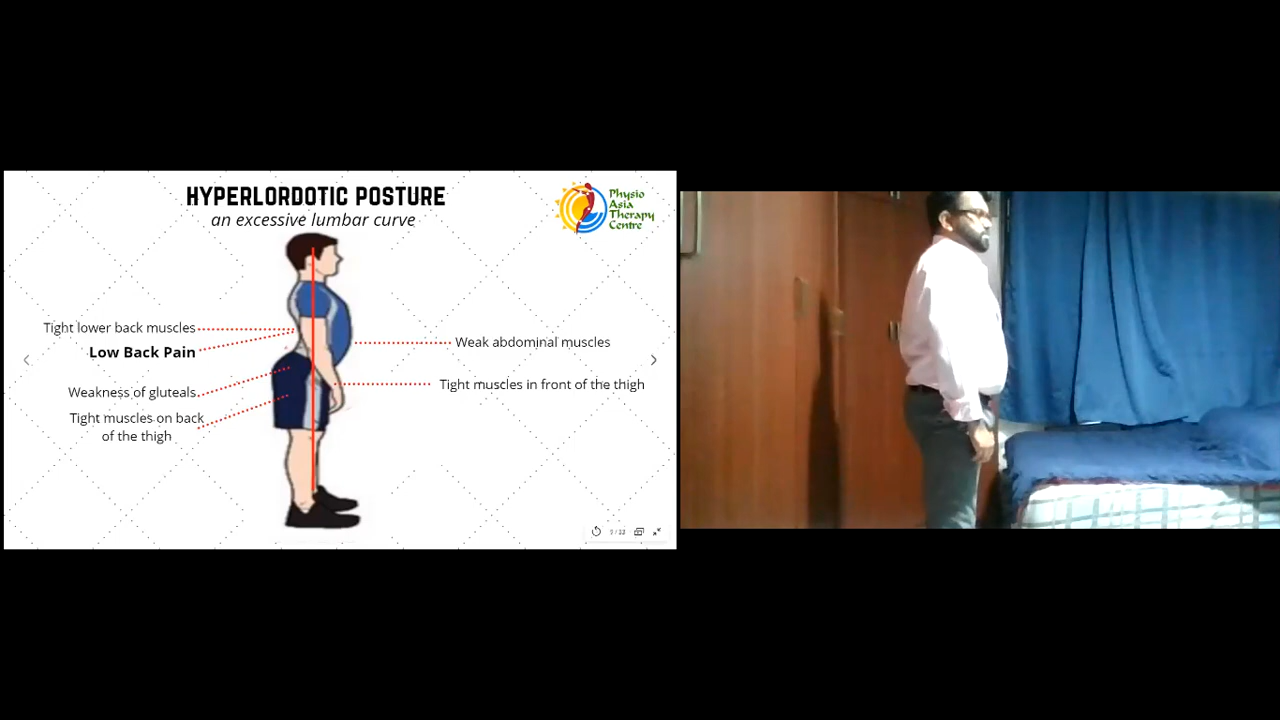 HYPERLORDOTIC POSTURE
an excessive lumbar curve
Physio
Asia
Therapy
Centre
Tight lower back muscles
Low Back Pain
Weakness of gluteals
Tight muscles on back
of the thigh
Weak abdominal muscles
Tight muscles in front of the thigh